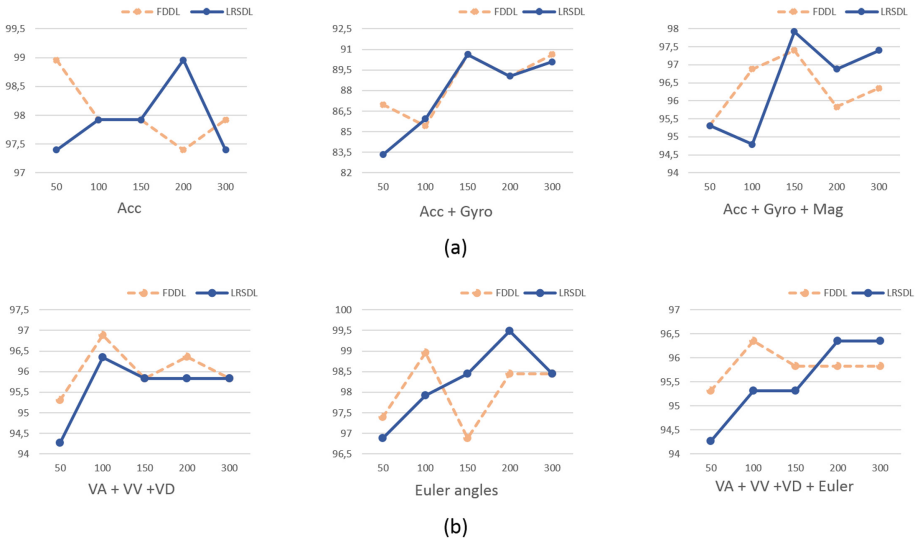 FDDL LRSDL
99,5
99
98,5
98
97,5
97
50 100 150 200 300
Acc
FDDL LRSDL
92,5
91
89,5
88
86,5
85
83,5
82
50 100 150 200 300
Acc + Gyro
FDDL LRSDL
98
97,5
97
96,5
96
95,5
95
94,5
94
50 100 150 200 300
Acc + Gyro + Mag
(a)
FDDL LRSDL
97,5
97
96,5
96
95,5
95
94,5
94
50 100 150 200 300
VA + VV +VD
FDDL LRSDL
100
99,5
99
98,5
98
97,5
97
96,5
50 100 150 200 300
Euler angles
FDDL LRSDL
97
96,5
96
95,5
95
94,5
94
50 100 150 200 300
VA + VV +VD + Euler
(b)